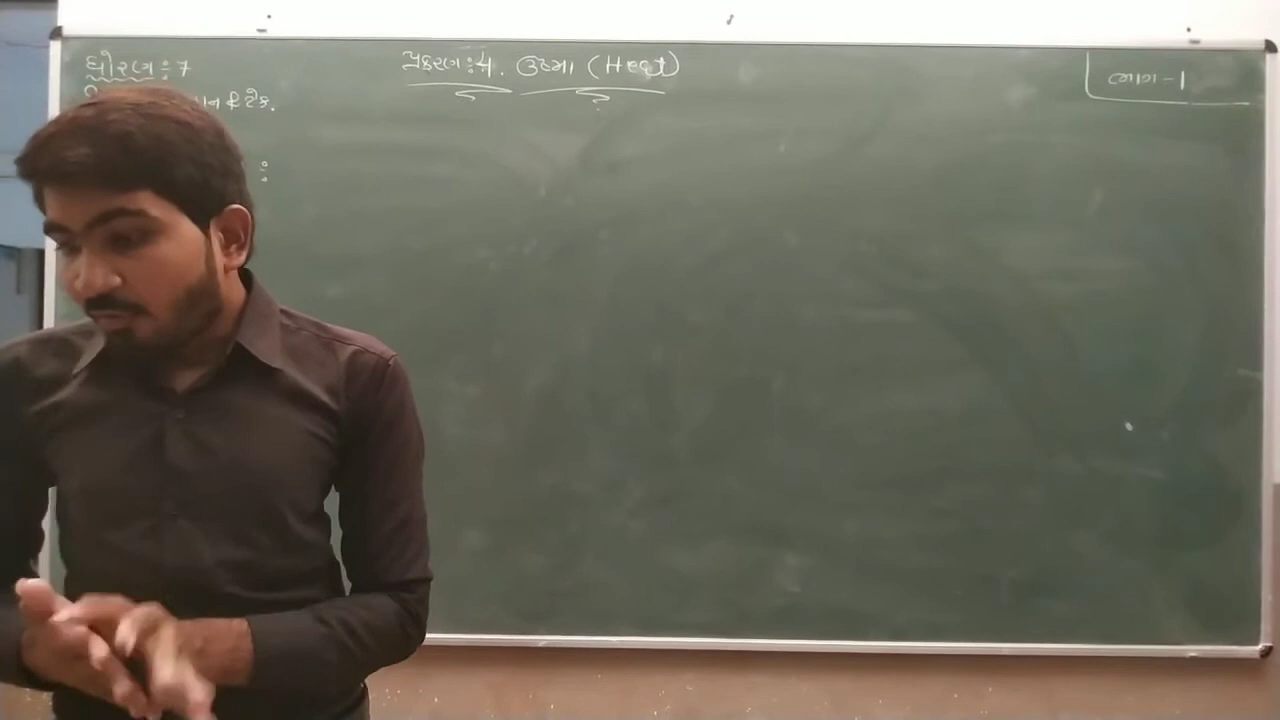 ધોરણ : 7
પ્રકરણ : 4. ઉષ્મા (Heat)
ભાગ - 1